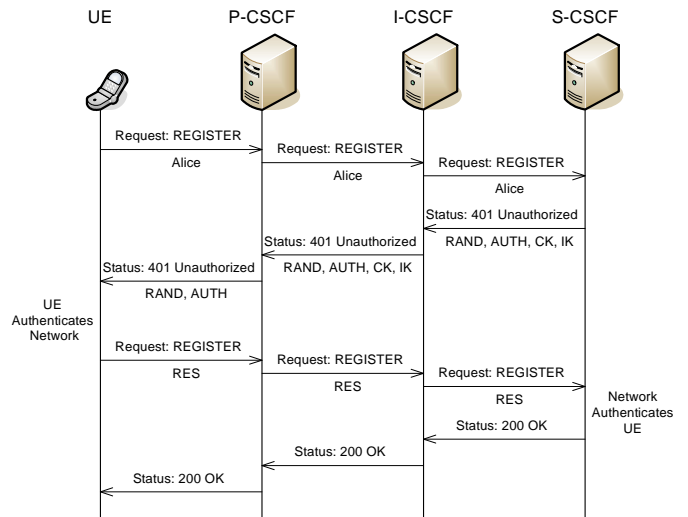 UE
P-CSCF
I-CSCF
S-CSCF
Request: REGISTER
Alice
Request: REGISTER
Alice
Request: REGISTER
Alice
Status: 401 Unauthorized
RAND, AUTH, CK, IK
Status: 401 Unauthorized
RAND, AUTH, CK, IK
Status: 401 Unauthorized
RAND, AUTH
UE
Authenticates
Network
Request: REGISTER
RES
Request: REGISTER
RES
Request: REGISTER
RES
Network
Authenticates
UE
Status: 200 OK
Status: 200 OK
Status: 200 OK